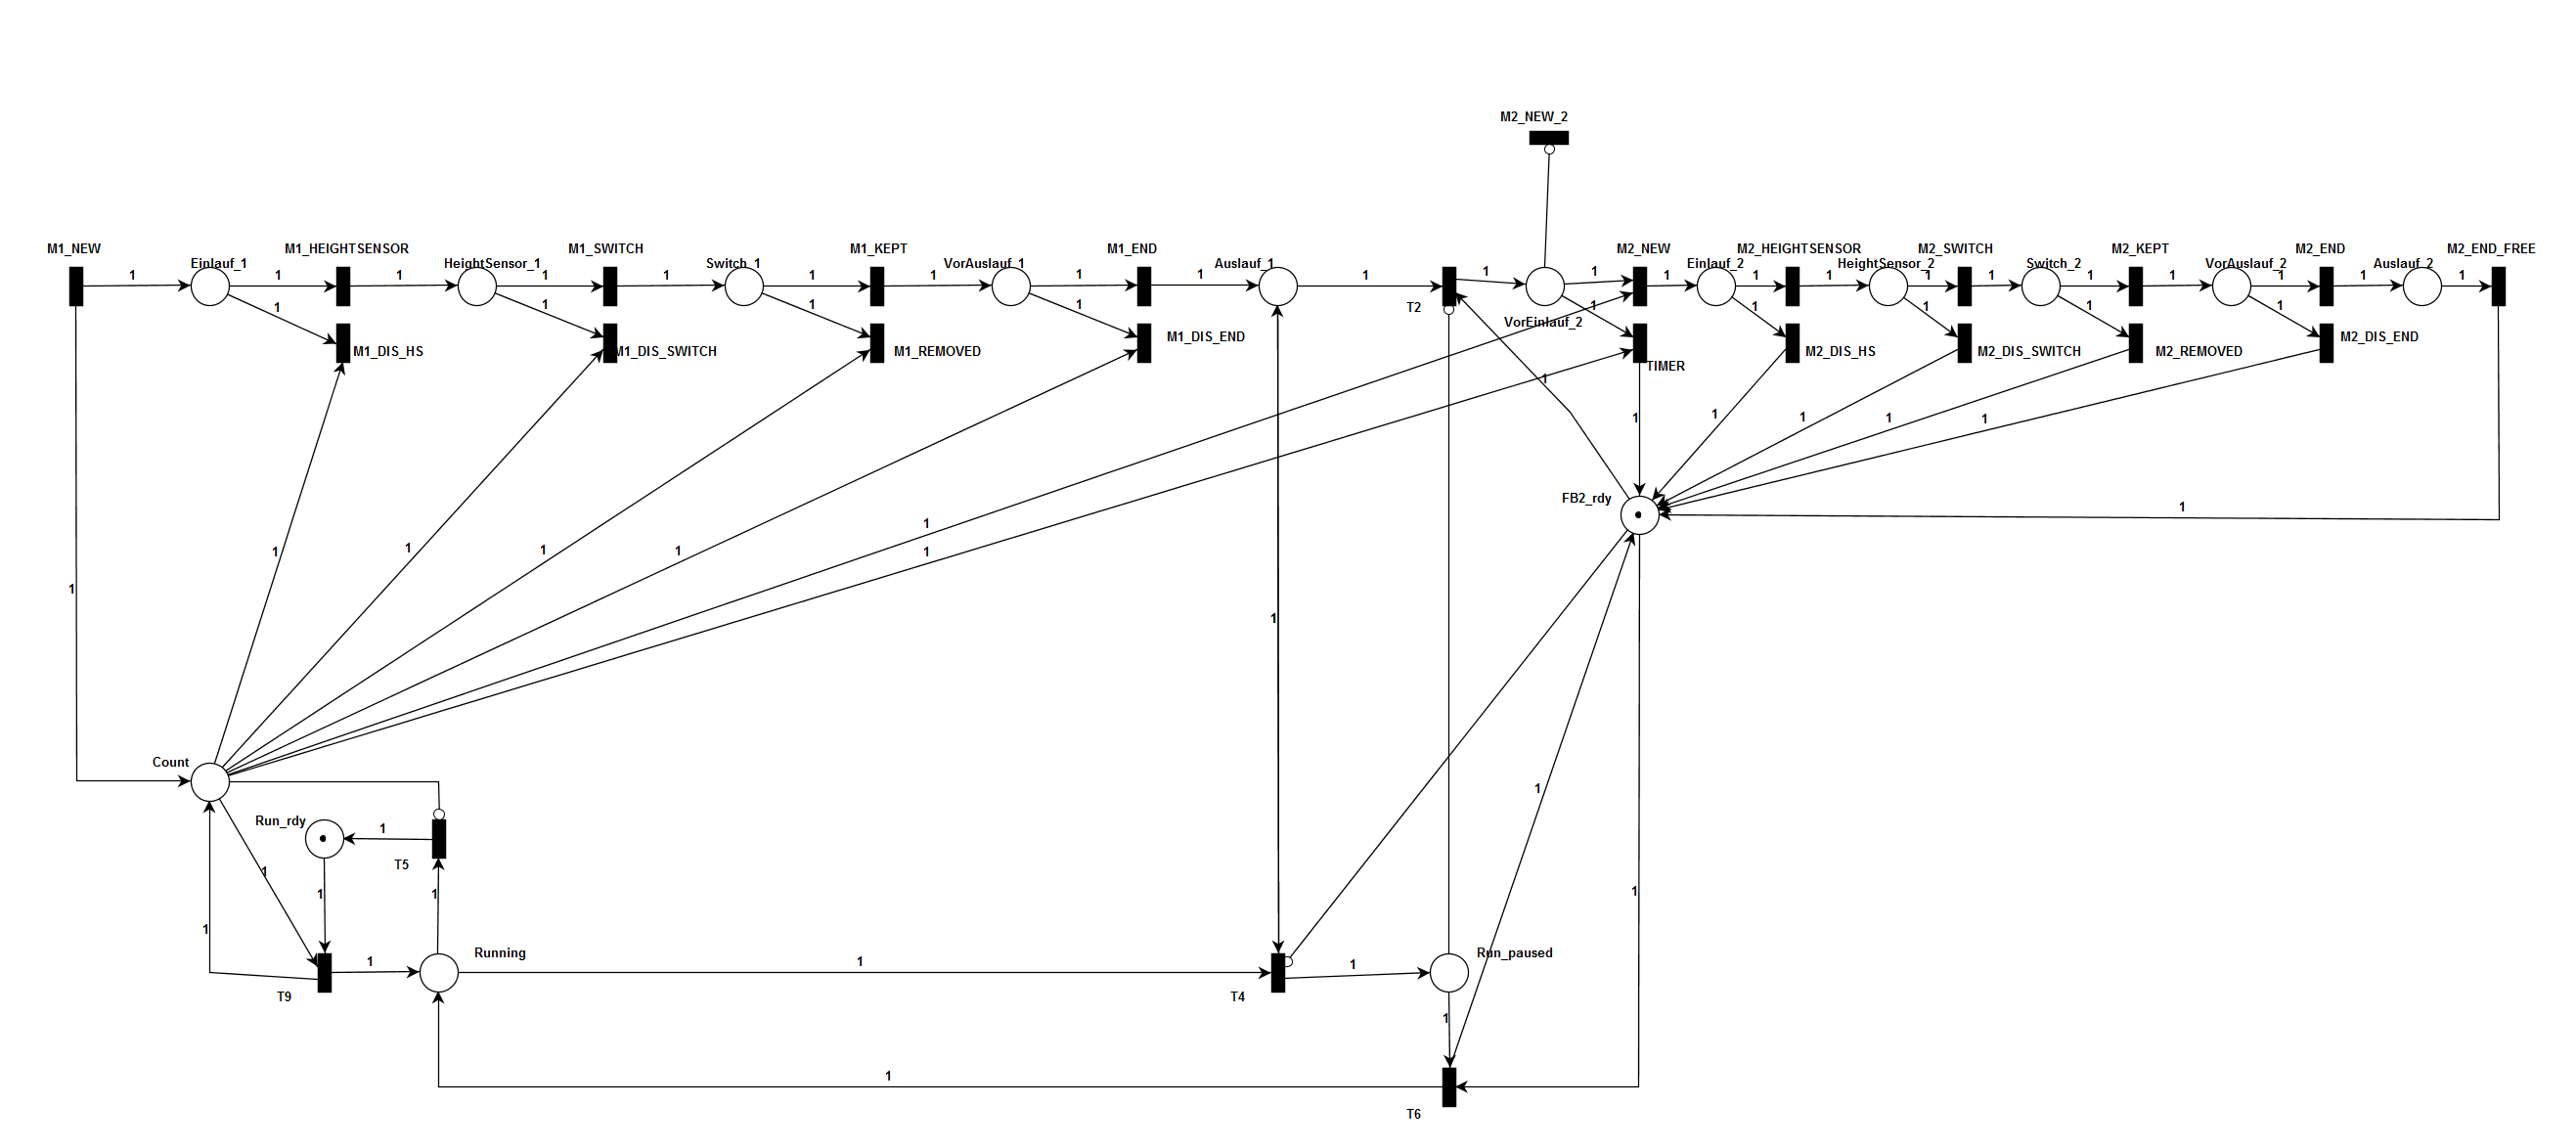 M2_NEW_2
M1_NEW
M1_HEIGHTSENSOR
M1_SWITCH
M1_KEPT
M1_END
M2_NEW
M2_HEIGHTSENSOR
M2_SWITCH
M2_KEPT
M2_END
M2_END_FREE
Einlauf_1
HeightSensor_1
Switch_1
VorAuslauf_1
Auslauf_1
Einlauf_2
HeightSensor_2
Switch_2
VorAuslauf_2
Auslauf_2
1 1 1 1 1 1 1 1 1 1 1 1 1 1 1 1 1 1 1 1 1 1
1 1 1 1 1 1 1 1 1
T2
VorEinlauf_2
M1_DIS_HS
M1_DIS_SWITCH
M1_REMOVED
M1_DIS_END
TIMER
M2_DIS_HS
M2_DIS_SWITCH
M2_REMOVED
M2_DIS_END
1
1 1 1 1 1
FB2_rdy
1
1
1 1 1 1 1
1
1
Count
1
Run_rdy
1
T5
1
1 1
1
1
Running
Run_paused
1 1 1
T9
T4
1
1
T6